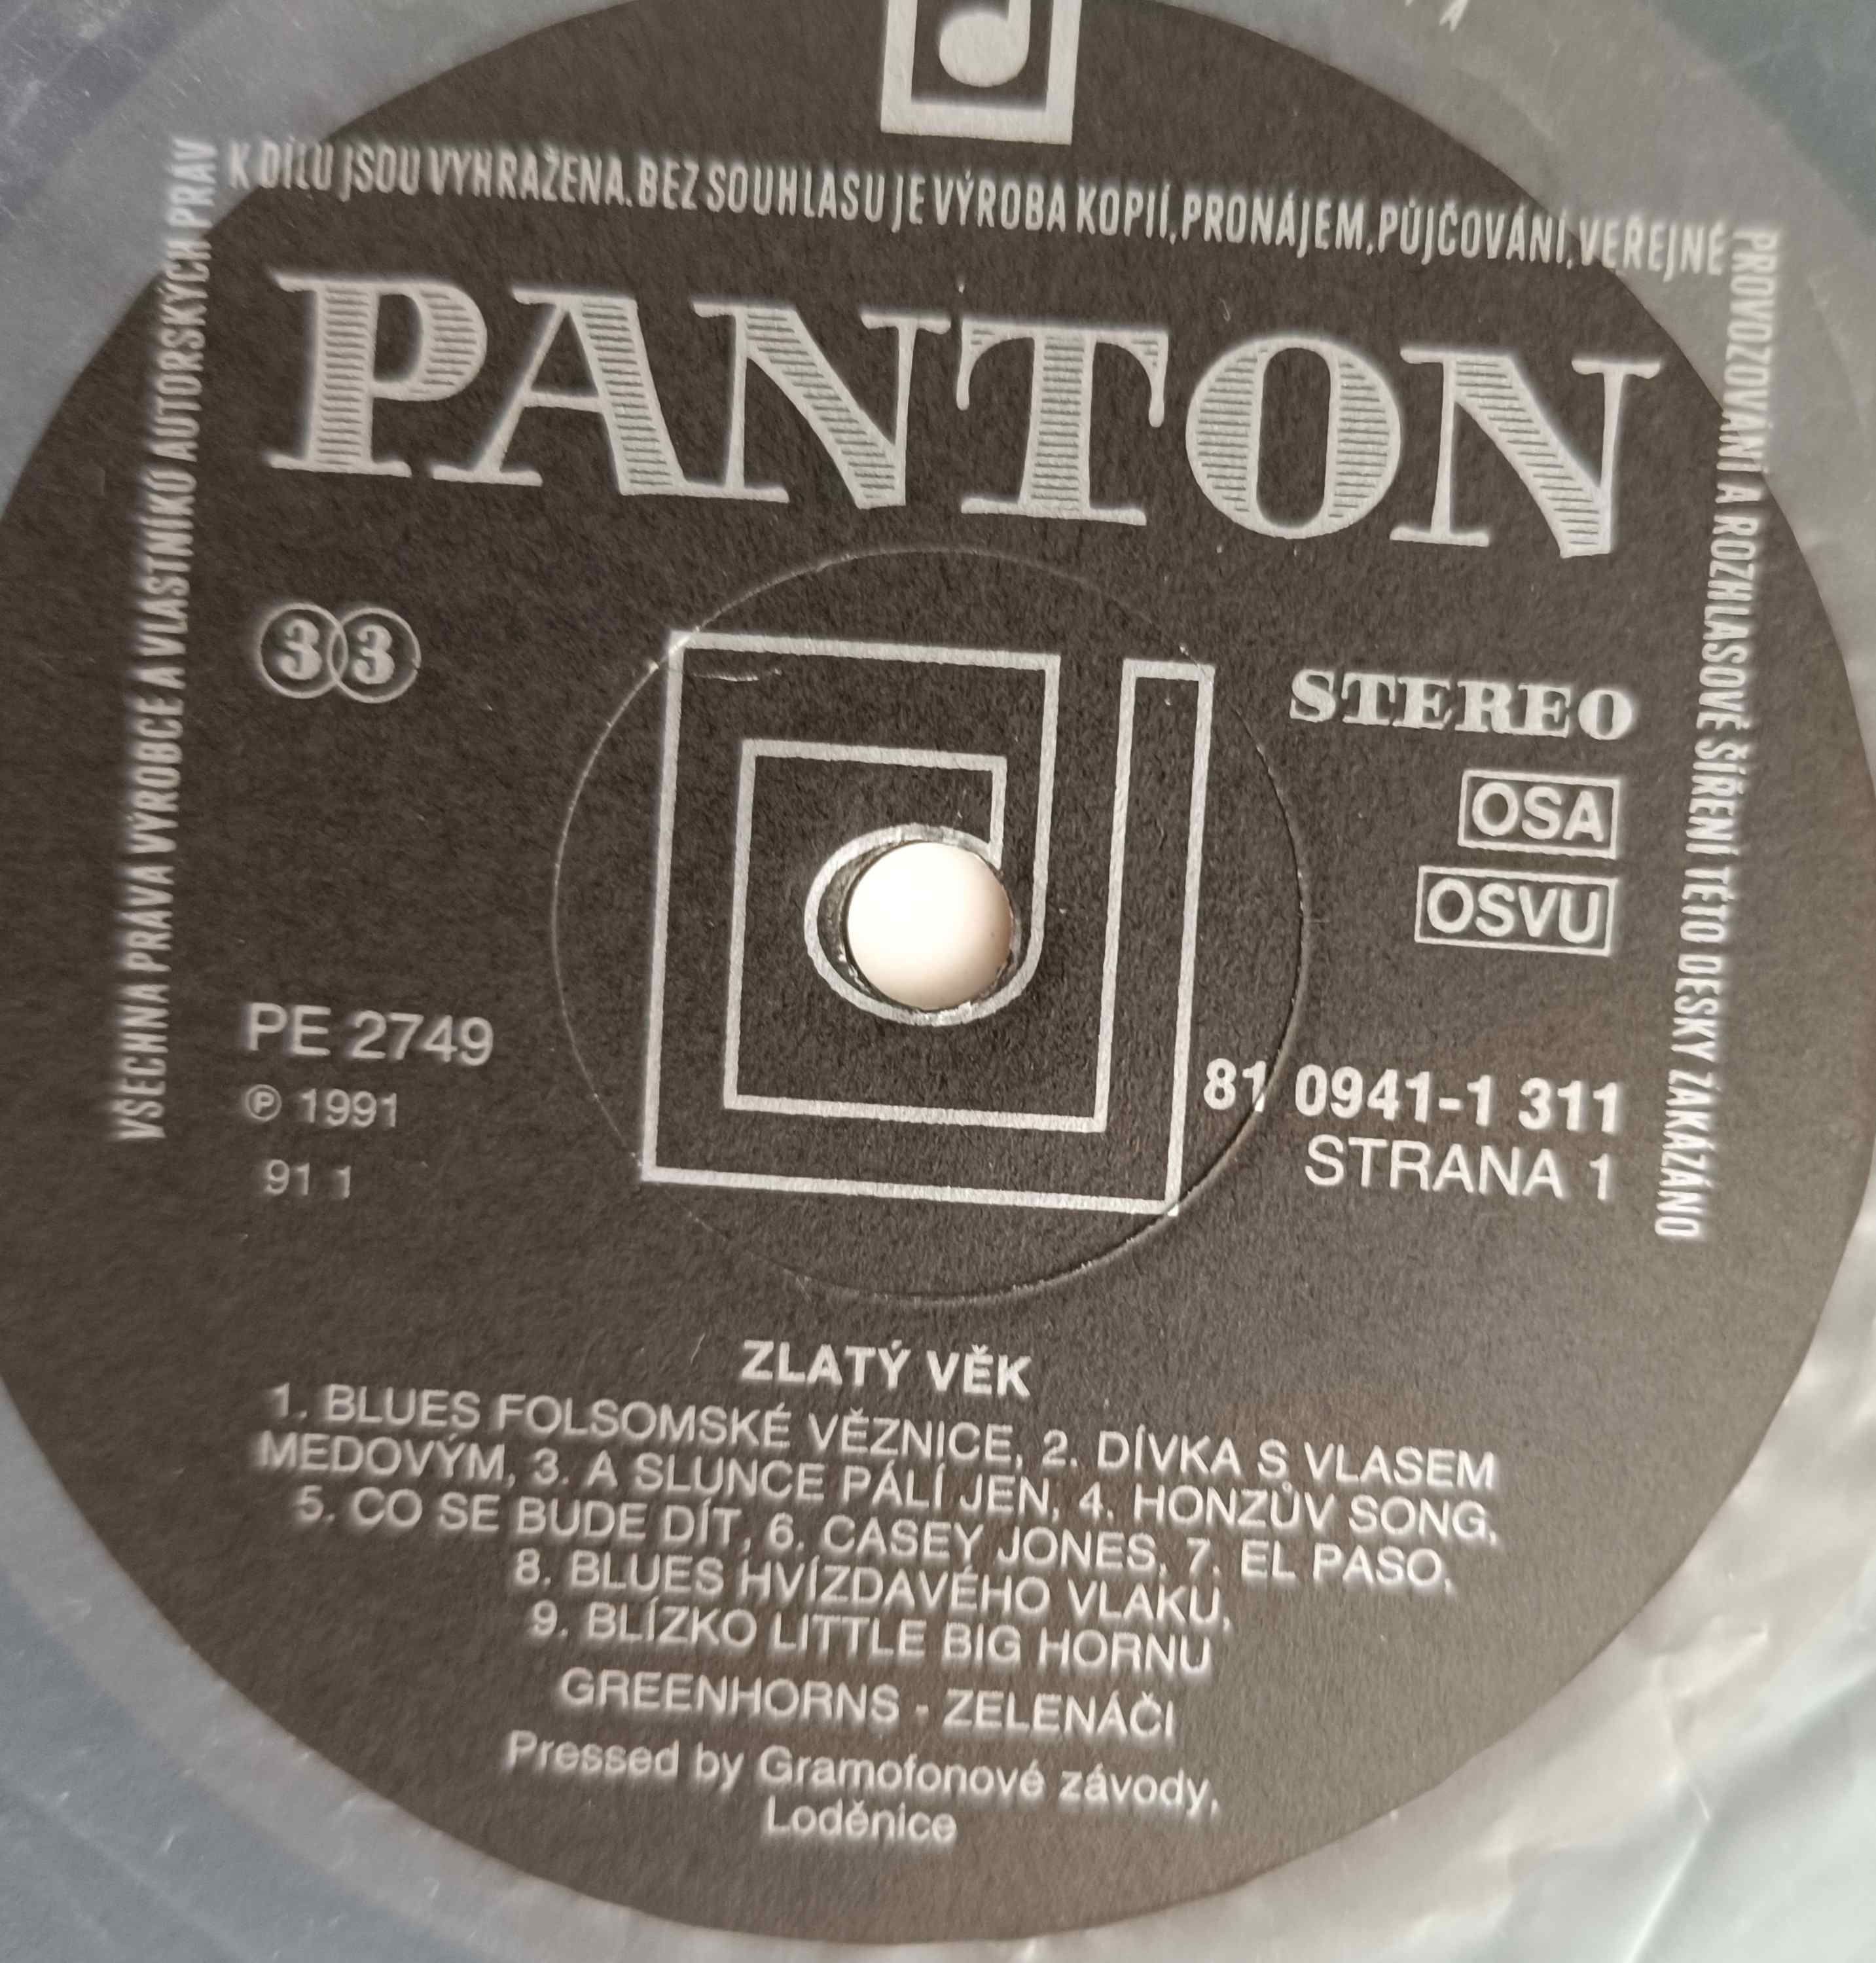 VŠECHNA PRÁVA VÝROBCE A VLASTNÍKŮ AUTORSKÝCH PRÁV
K DÍLU JSOU VYHRAŽENA. BEZ SOUHLASU JE VÝROBA KOPIÍ, PRONÁJEM, PŮJČOVÁNÍ, VEŘEJNÉ
PROVOZOVÁNÍ A ROZHLASOVÉ ŠÍŘENÍ TÉTO DESKY ZAKÁZÁNO
PANTON
33
STEREO
OSA
OSVU
PE 2749
℗ 1991
91 1
81 0941-1 311
STRANA 1
ZLATÝ VĚK
1. BLUES FOLSOMSKÉ VĚZNICE, 2. DÍVKA S VLASEM
MEDOVÝM, 3. A SLUNCE PÁLÍ JEN, 4. HONZŮV SONG,
5. CO SE BUDE DÍT, 6. CASEY JONES, 7. EL PASO,
8. BLUES HVÍZDAVÉHO VLAKU,
9. BLÍZKO LITTLE BIG HORNU
GREENHORNS - ZELENÁČI
Pressed by Gramofonové závody,
Loděnice